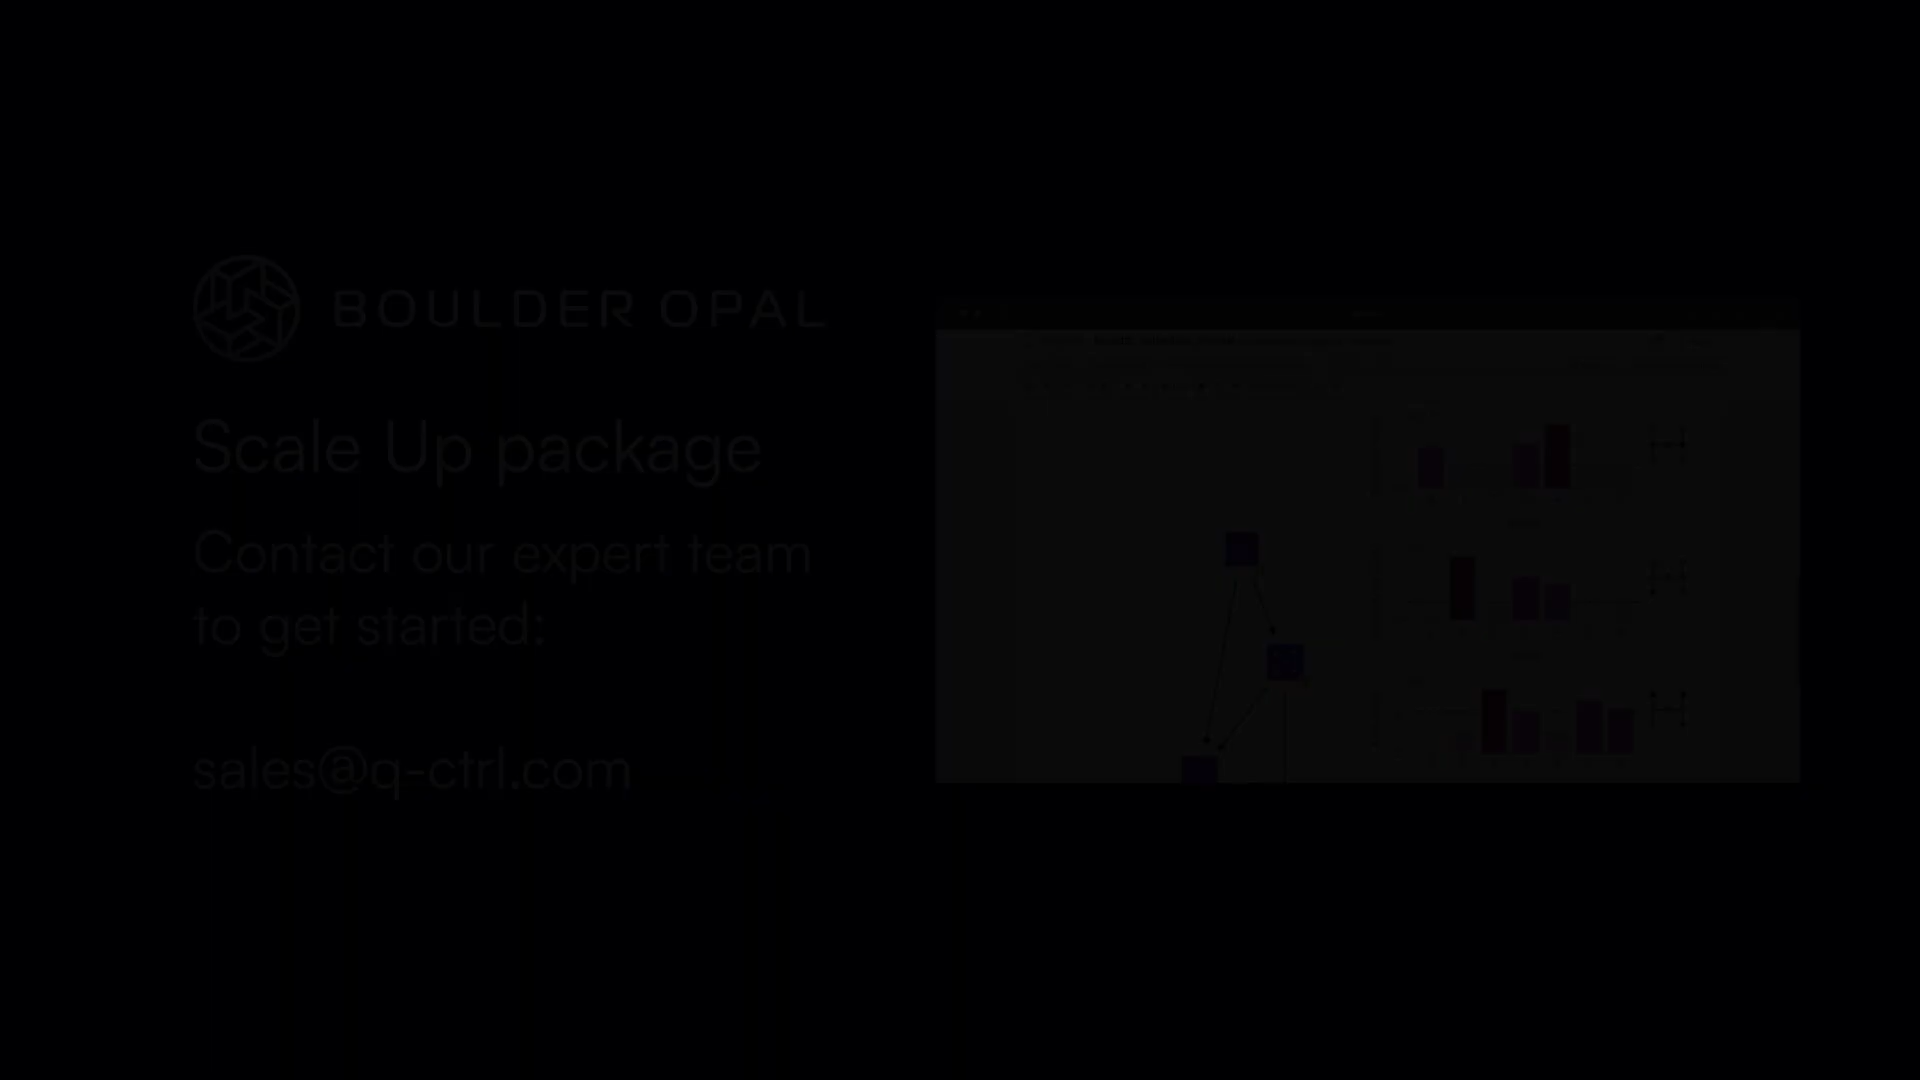 BOULDER OPAL
Scale Up package
Contact our expert team
to get started:
sales@q-ctrl.com